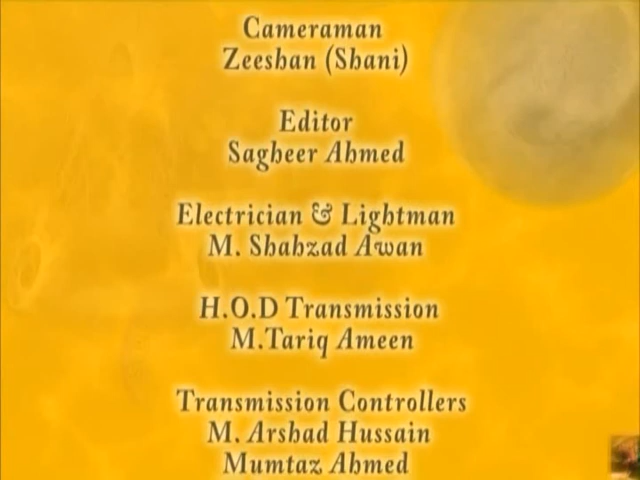 Cameraman
Zeeshan (Shani)
Editor
Sagheer Ahmed
Electrician & Lightman
M. Shahzad Awan
H.O.D Transmission
M.Tariq Ameen
Transmission Controllers
M. Arshad Hussain
Mumtaz Ahmed